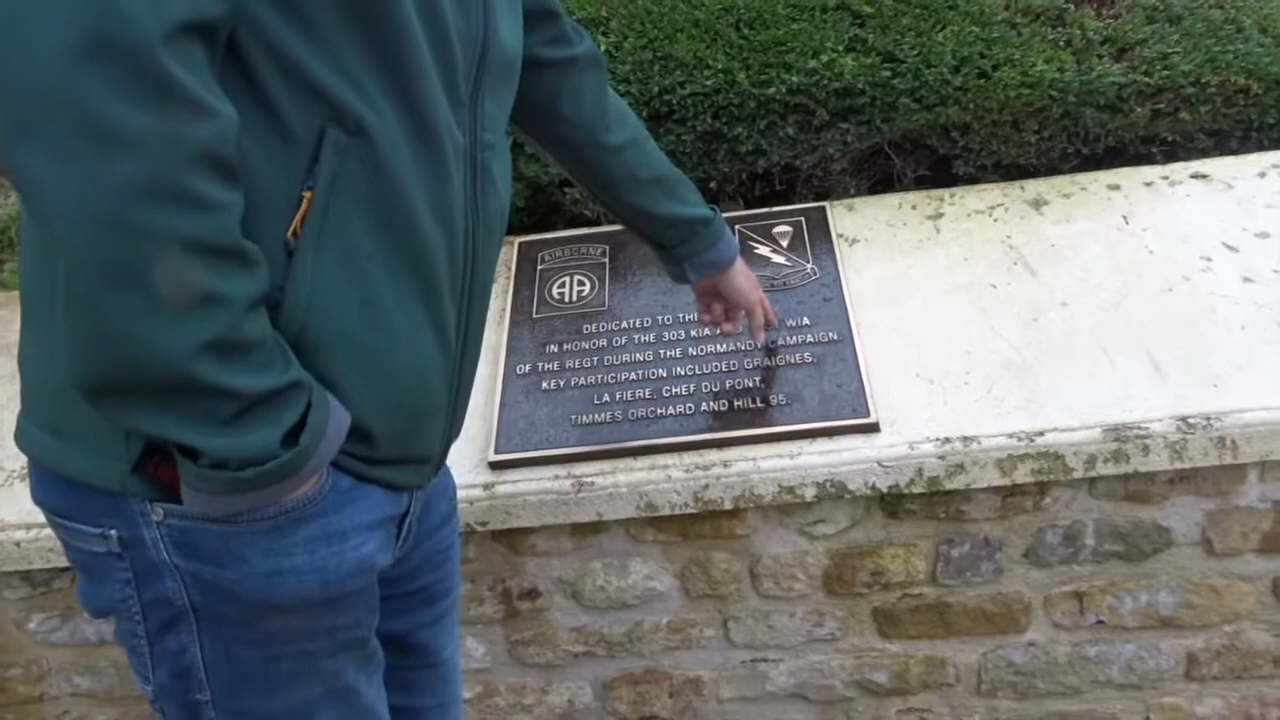 AIRBORNE
AA
DEDICATED TO THE WIA
IN HONOR OF THE 303 KIA
OF THE REGT DURING THE NORMANDY CAMPAIGN.
KEY PARTICIPATION INCLUDED GRAIGNES,
LA FIERE, CHEF DU PONT,
TIMMES ORCHARD AND HILL 95.